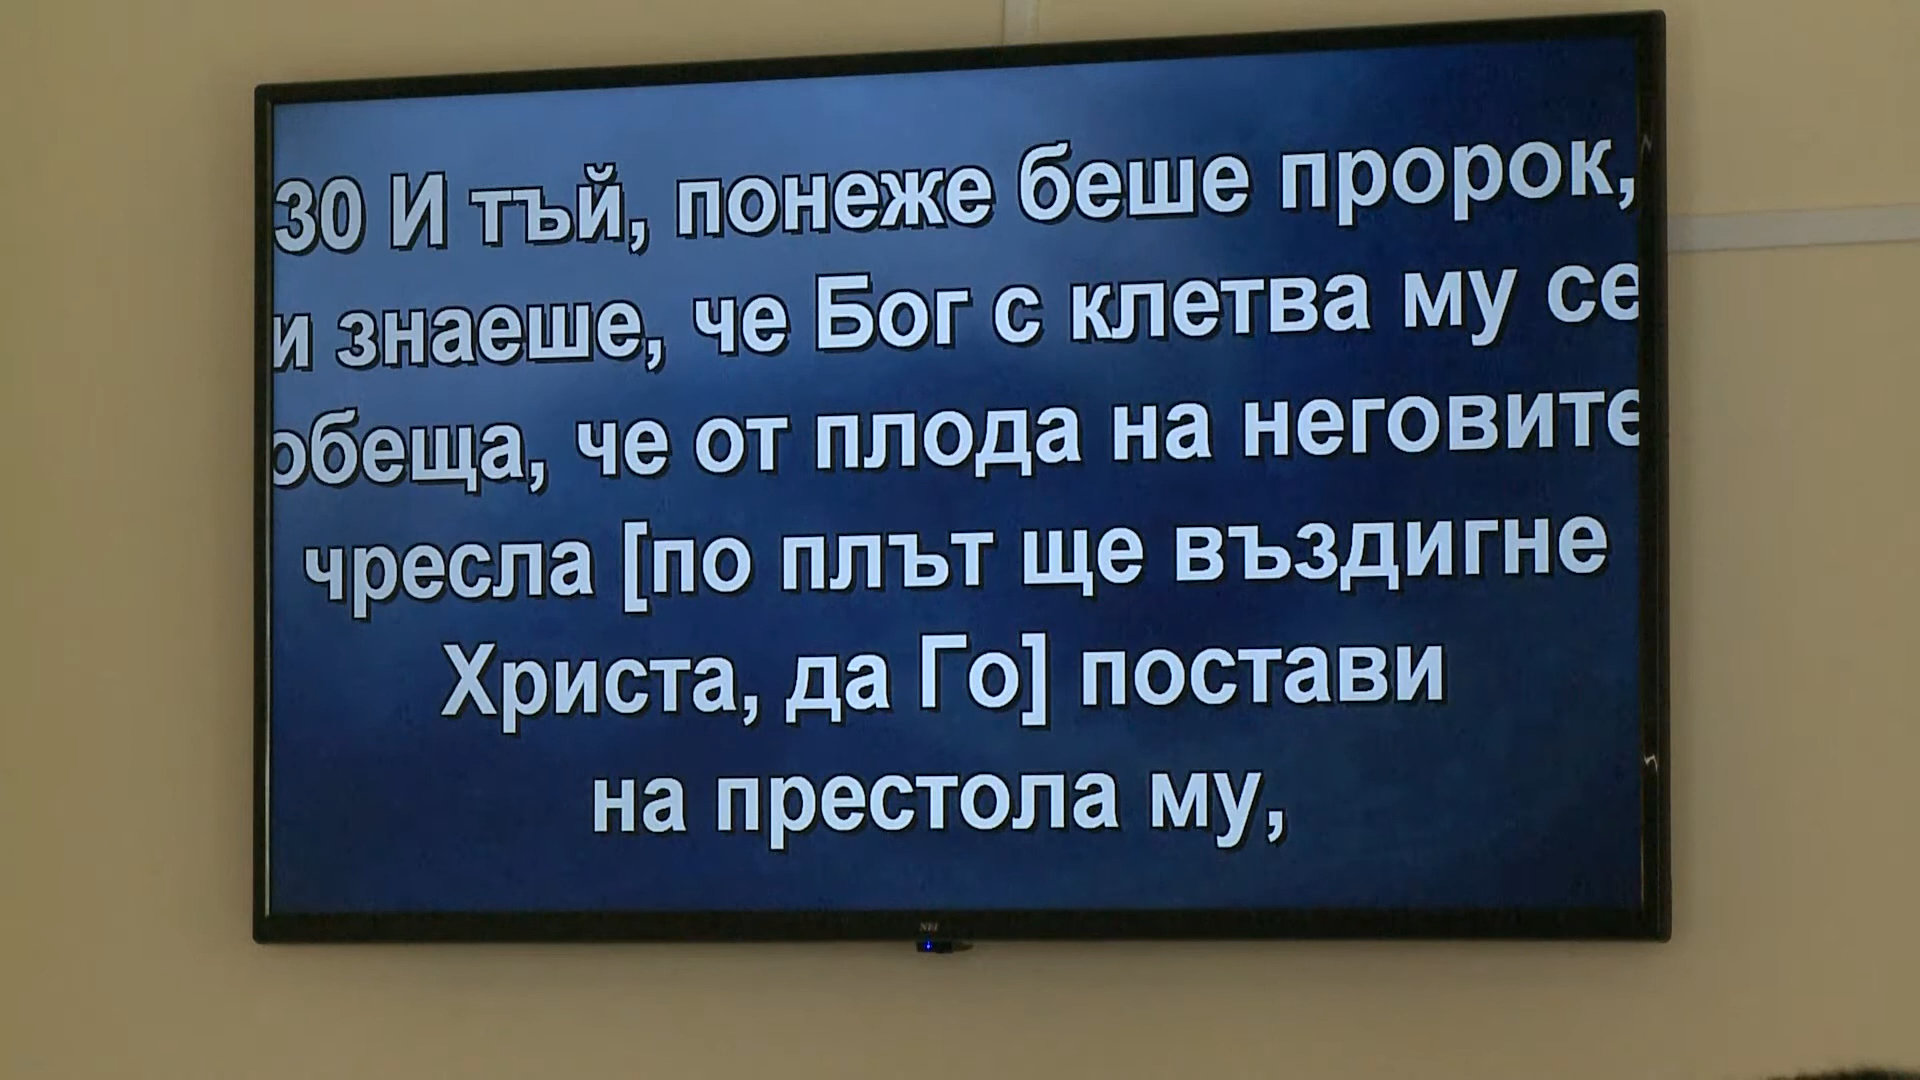 30 И тъй, понеже беше пророк,
и знаеше, че Бог с клетва му се
обеща, че от плода на неговите
чресла [по плът ще въздигне
Христа, да Го] постави
на престола му,